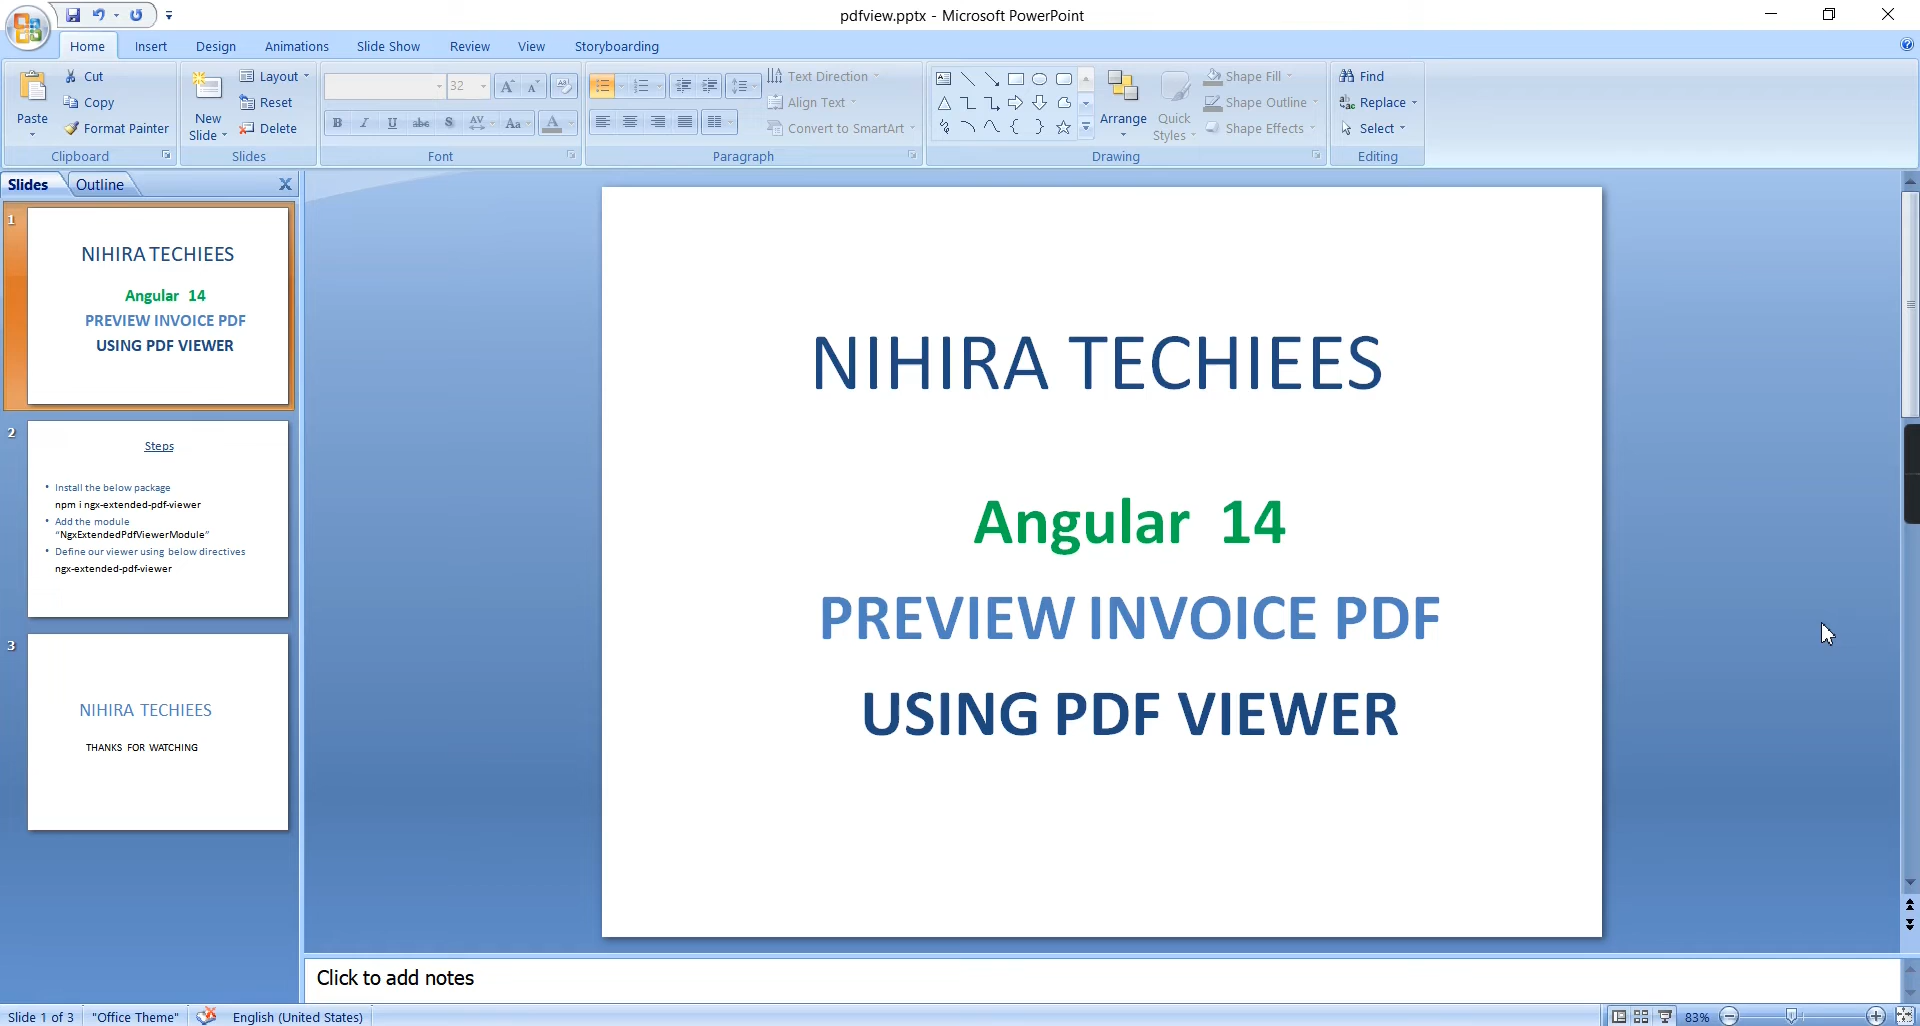 pdfview.pptx - Microsoft PowerPoint
Home Insert Design Animations Slide Show Review View Storyboarding
Paste
Cut
Copy
Format Painter
Clipboard
New
Slide
Layout
Reset
Delete
Slides
32
B I U abc S AV Aa A
Font
Text Direction
Align Text
Convert to SmartArt
Paragraph
Arrange
Quick
Styles
Shape Fill
Shape Outline
Shape Effects
Drawing
Find
Replace
Select
Editing
Slides Outline X
1
NIHIRA TECHIEES
Angular 14
PREVIEW INVOICE PDF
USING PDF VIEWER
2
Steps
• Install the below package
npm i ngx-extended-pdf-viewer
• Add the module
"NgxExtendedPdfViewerModule"
• Define our viewer using below directives
ngx-extended-pdf-viewer
3
NIHIRA TECHIEES
THANKS FOR WATCHING
NIHIRA TECHIEES
Angular 14
PREVIEW INVOICE PDF
USING PDF VIEWER
Click to add notes
Slide 1 of 3 "Office Theme" English (United States) 83%